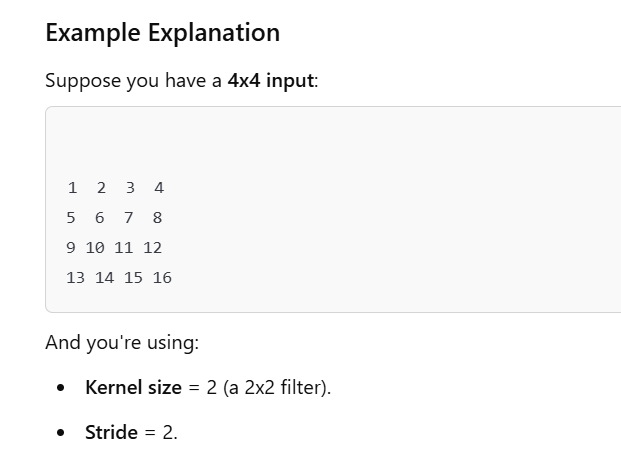 Example Explanation
Suppose you have a 4x4 input:
1 2 3 4
5 6 7 8
9 10 11 12
13 14 15 16
And you're using:
• Kernel size = 2 (a 2x2 filter).
• Stride = 2.